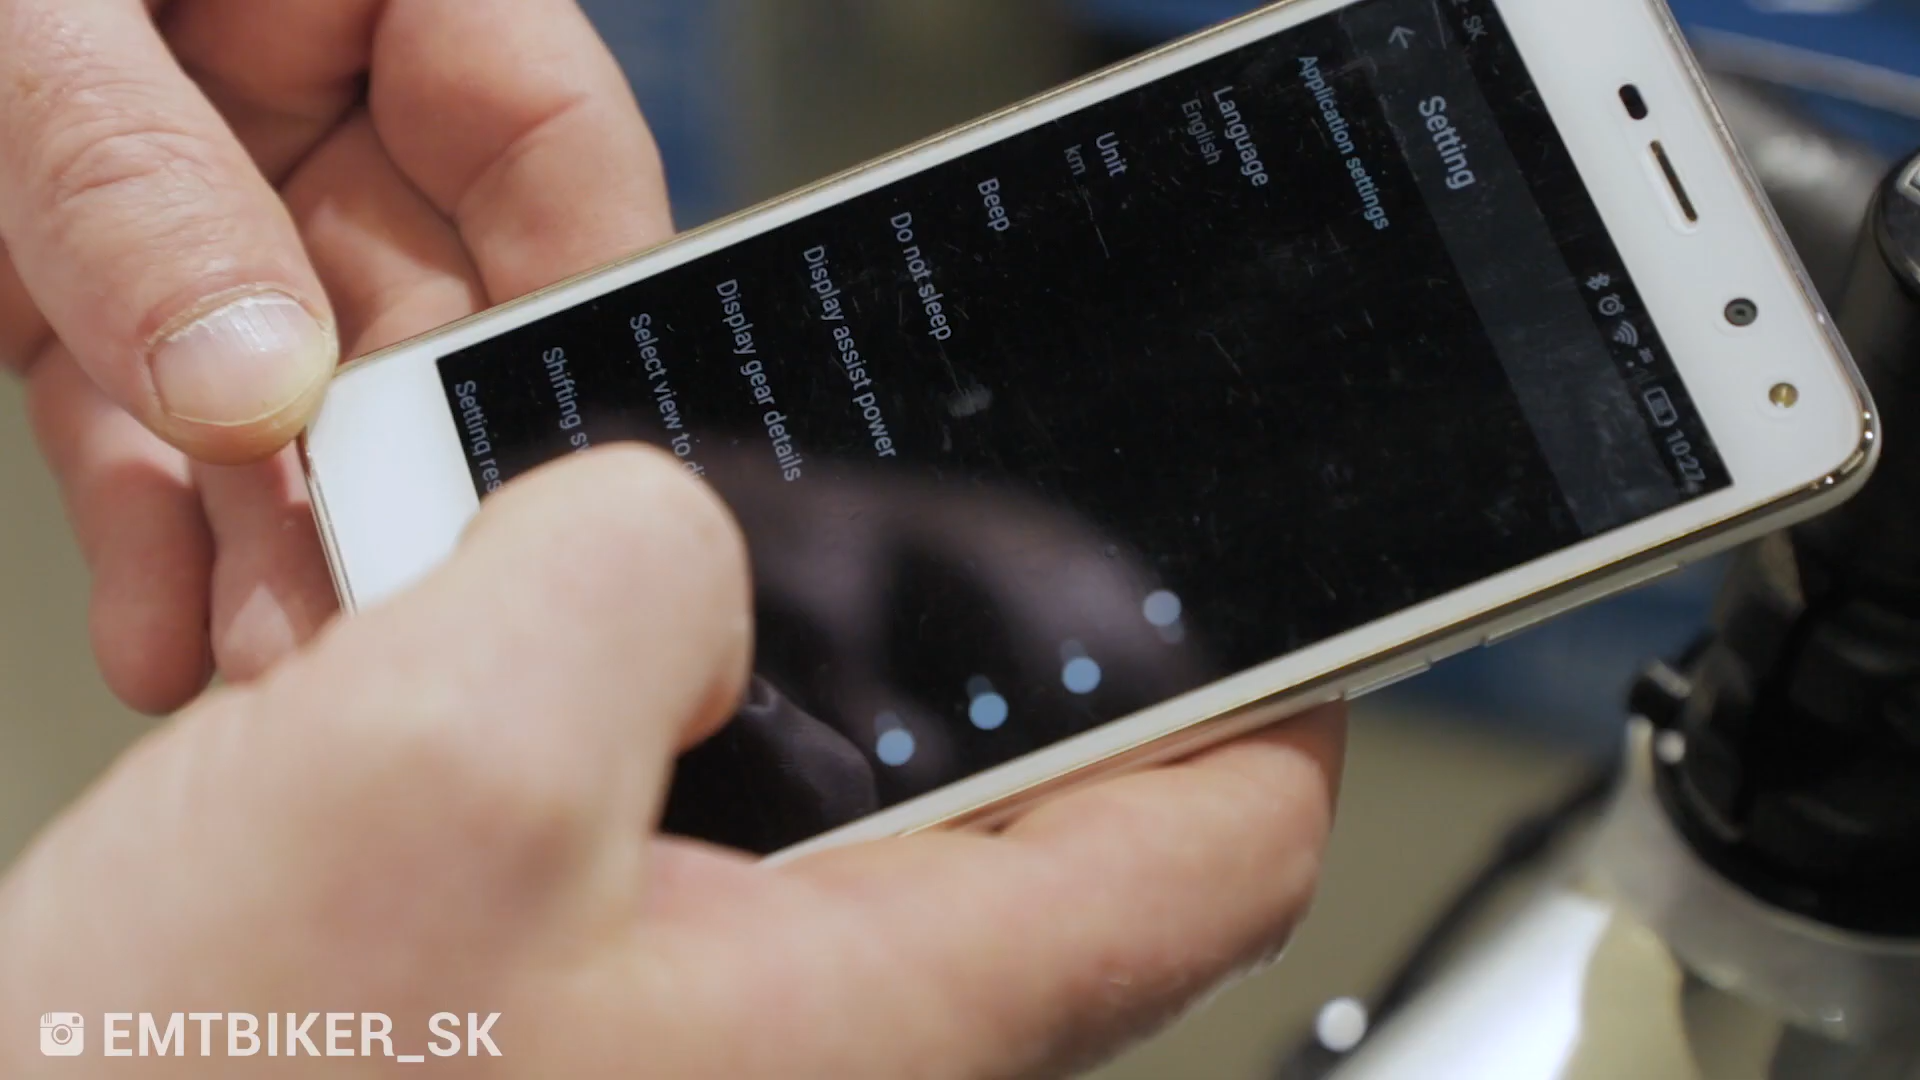 SK
10:27
Setting
Application settings
Language
English
Unit
km
Beep
Do not sleep
Display assist power
Display gear details
Select view to
Shifting
Setting
EMTBIKER_SK